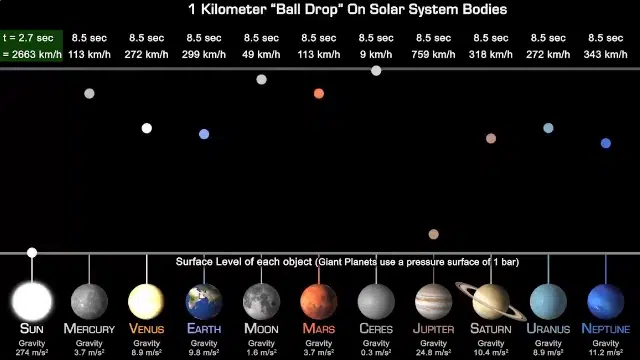 1 Kilometer "Ball Drop" On Solar System Bodies
t = 2.7 sec 8.5 sec 8.5 sec 8.5 sec 8.5 sec 8.5 sec 8.5 sec 8.5 sec 8.5 sec 8.5 sec 8.5 sec
= 2663 km/h 113 km/h 272 km/h 299 km/h 49 km/h 113 km/h 9 km/h 759 km/h 318 km/h 272 km/h 343 km/h
Surface Level of each object (Giant Planets use a pressure surface of 1 bar)
SUN MERCURY VENUS EARTH MOON MARS CERES JUPITER SATURN URANUS NEPTUNE
Gravity Gravity Gravity Gravity Gravity Gravity Gravity Gravity Gravity Gravity Gravity
274 m/s² 3.7 m/s² 8.9 m/s² 9.8 m/s² 1.6 m/s² 3.7 m/s² 0.3 m/s² 24.8 m/s² 10.4 m/s² 8.9 m/s² 11.2 m/s²